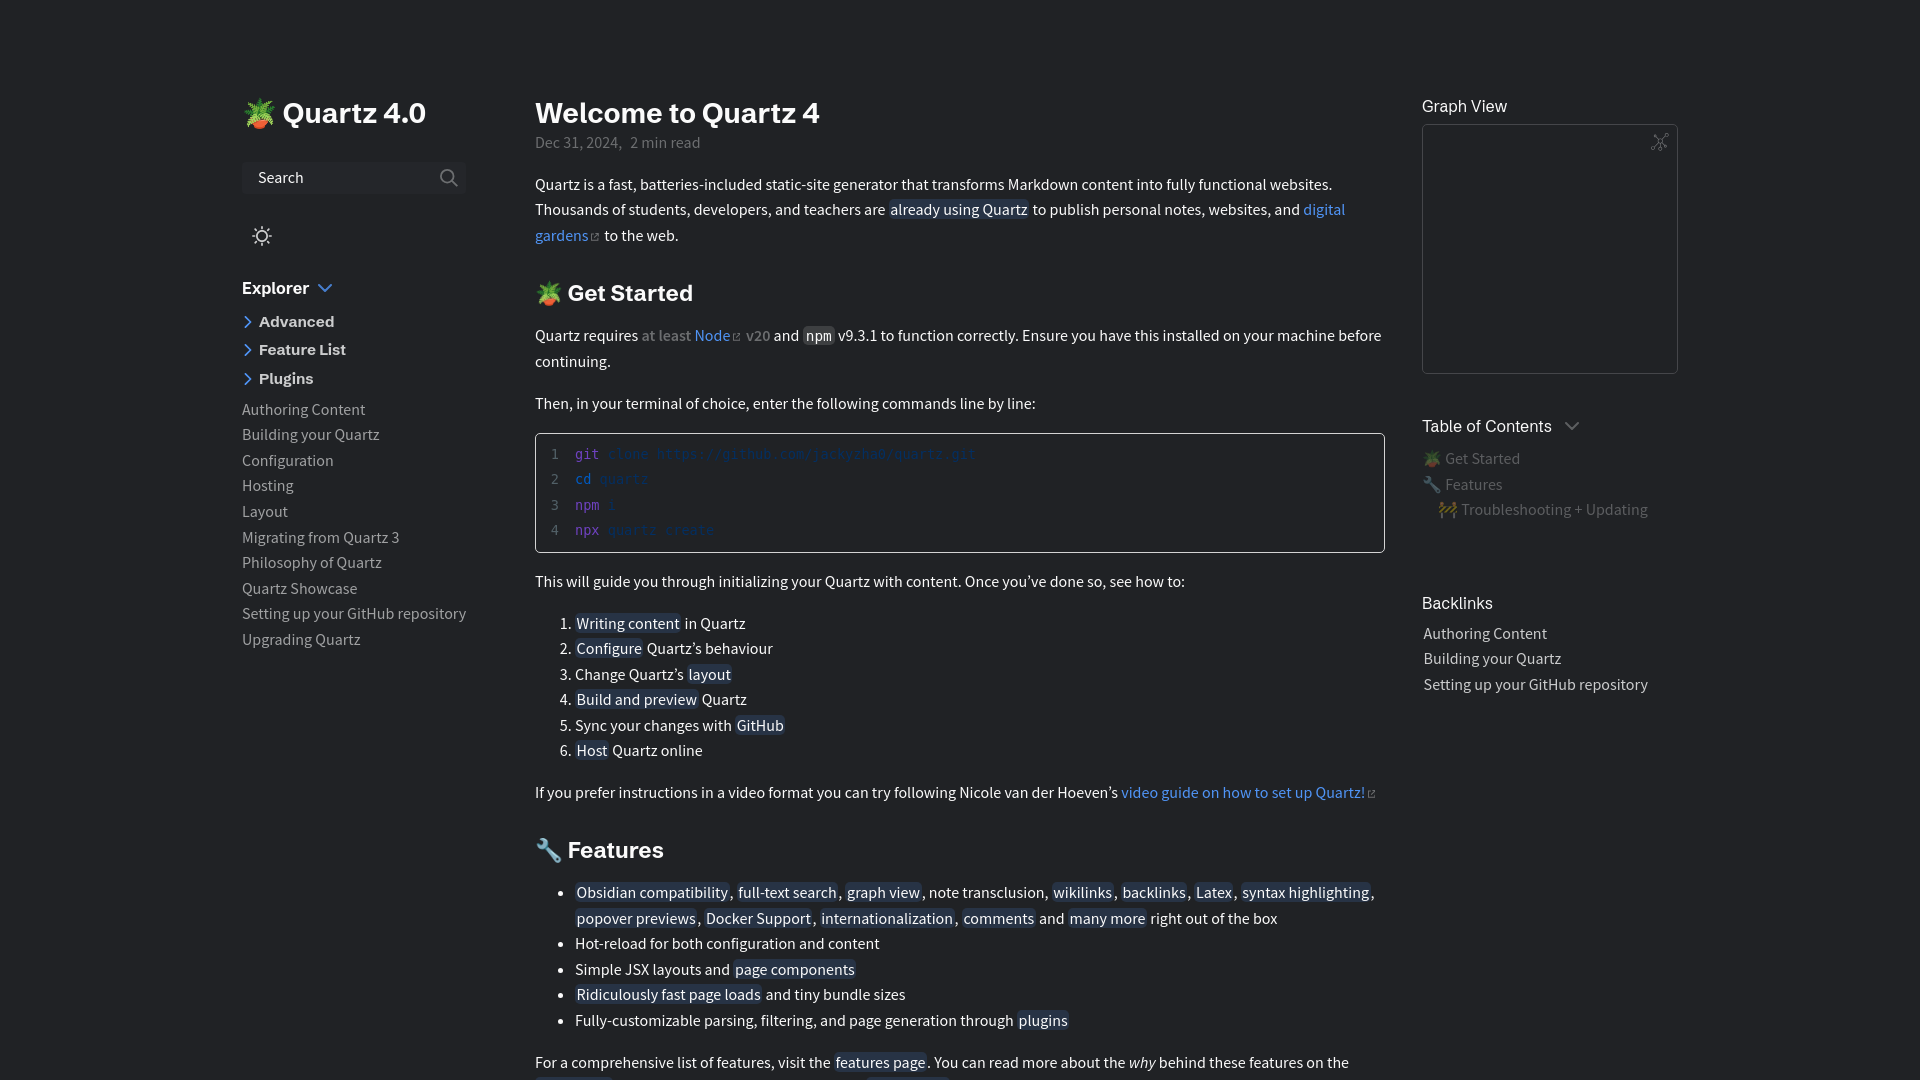 🪴 Quartz 4.0
Search
Explorer
Advanced
Feature List
Plugins
Authoring Content
Building your Quartz
Configuration
Hosting
Layout
Migrating from Quartz 3
Philosophy of Quartz
Quartz Showcase
Setting up your GitHub repository
Upgrading Quartz
Welcome to Quartz 4
Dec 31, 2024, 2 min read
Quartz is a fast, batteries-included static-site generator that transforms Markdown content into fully functional websites.
Thousands of students, developers, and teachers are already using Quartz to publish personal notes, websites, and digital
gardens to the web.
🪴 Get Started
Quartz requires at least Node v20 and npm v9.3.1 to function correctly. Ensure you have this installed on your machine before
continuing.
Then, in your terminal of choice, enter the following commands line by line:
1 git clone https://github.com/jackyzha0/quartz.git
2 cd quartz
3 npm i
4 npx quartz create
This will guide you through initializing your Quartz with content. Once you’ve done so, see how to:
1. Writing content in Quartz
2. Configure Quartz’s behaviour
3. Change Quartz’s layout
4. Build and preview Quartz
5. Sync your changes with GitHub
6. Host Quartz online
If you prefer instructions in a video format you can try following Nicole van der Hoeven’s video guide on how to set up Quartz!
🔧 Features
• Obsidian compatibility, full-text search, graph view, note transclusion, wikilinks, backlinks, Latex, syntax highlighting,
popover previews, Docker Support, internationalization, comments and many more right out of the box
• Hot-reload for both configuration and content
• Simple JSX layouts and page components
• Ridiculously fast page loads and tiny bundle sizes
• Fully-customizable parsing, filtering, and page generation through plugins
For a comprehensive list of features, visit the features page. You can read more about the why behind these features on the
Graph View
Table of Contents
🪴 Get Started
🔧 Features
🚧 Troubleshooting + Updating
Backlinks
Authoring Content
Building your Quartz
Setting up your GitHub repository